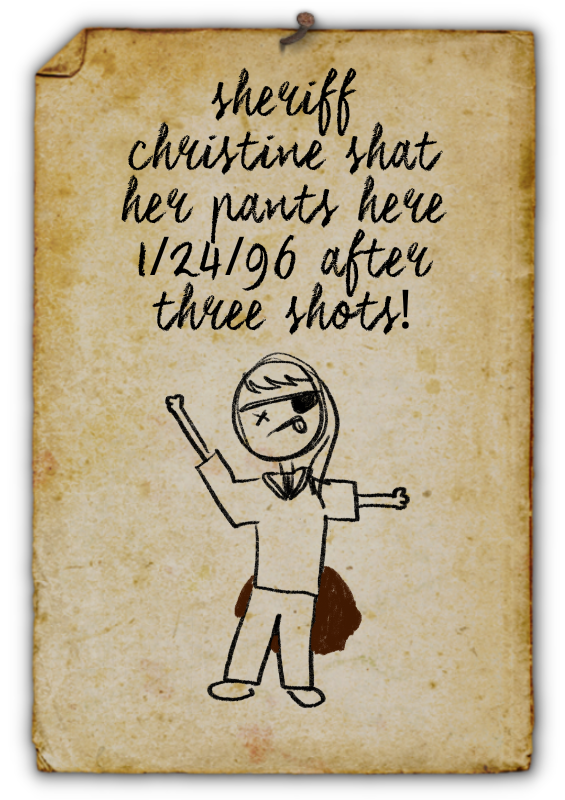 sheriff
christine shat
her pants here
1/24/96 after
three shots!